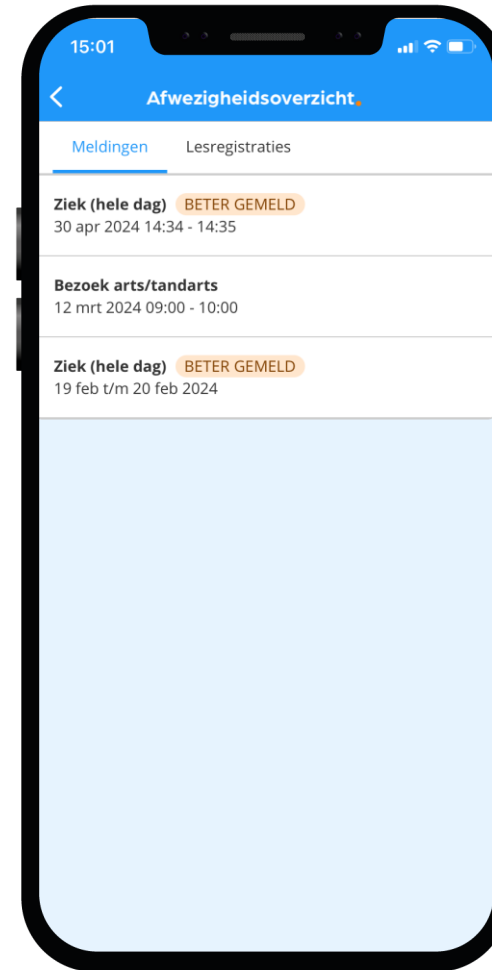 15:01
Afwezigheidsoverzicht.
Meldingen Lesregistraties
Ziek (hele dag) BETER GEMELD
30 apr 2024 14:34 - 14:35
Bezoek arts/tandarts
12 mrt 2024 09:00 - 10:00
Ziek (hele dag) BETER GEMELD
19 feb t/m 20 feb 2024